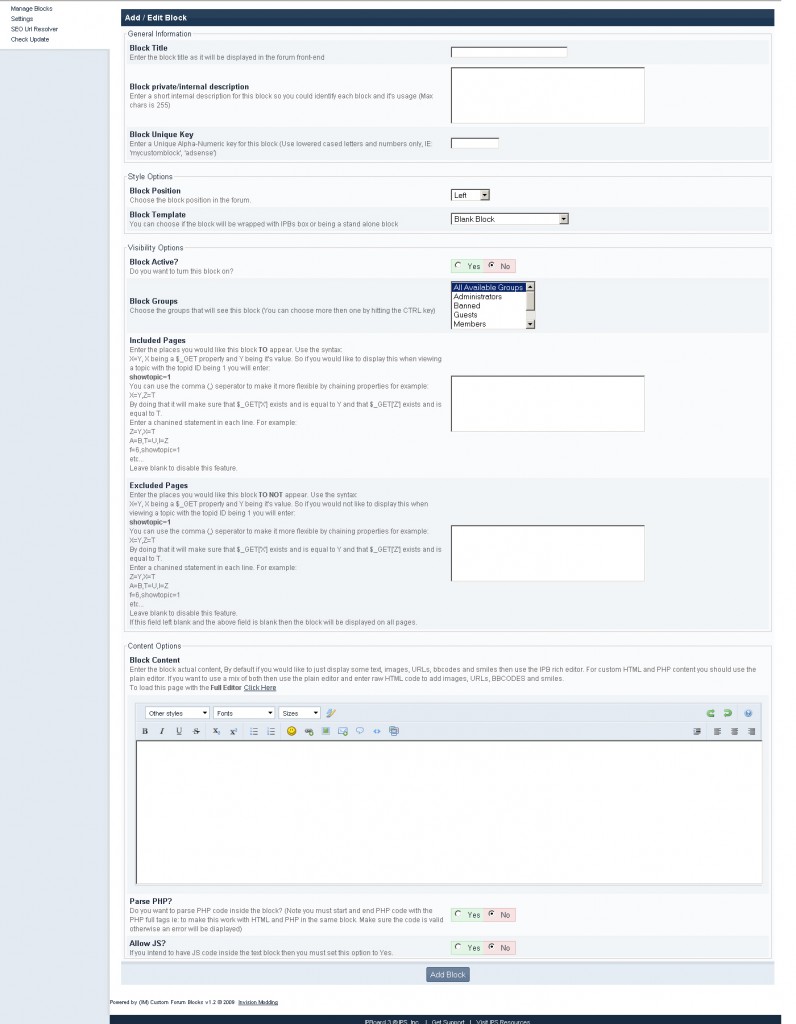 Manage Blocks
Settings
SEO Url Resolver
Check Update
Add / Edit Block
General Information
Block Title
Enter the block title as it will be displayed in the forum front-end
Block private/internal description
Enter a short internal description for this block so you could identify each block and it's usage (Max
chars is 255)
Block Unique Key
Enter a Unique Alpha-Numeric key for this block (Use lowered cased letters and numbers only, IE:
'mycustomblock', 'adsense')
Style Options
Block Position
Choose the block position in the forum.
Left
Block Template
You can choose if the block will be wrapped with IPBs box or being a stand alone block
Blank Block
Visibility Options
Block Active?
Do you want to turn this block on?
Yes No
Block Groups
Choose the groups that will see this block (You can choose more then one by hitting the CTRL key)
All Available Groups
Administrators
Banned
Guests
Members
Included Pages
Enter the places you would like this block TO appear. Use the syntax:
X=Y, X being a $_GET property and Y being it's value. So if you would like to display this when viewing
a topic with the topid ID being 1 you will enter:
showtopic=1
You can use the comma (,) seperator to make it more flexible by chaining properties for example:
X=Y,Z=T
By doing that it will make sure that $_GET['X'] exists and is equal to Y and that $_GET['Z'] exists and is
equal to T.
Enter a chanined statement in each line. For example:
Z=Y,X=T
A=B,T=U,I=Z
f=6,showtopic=1
etc...
Leave blank to disable this feature.
Excluded Pages
Enter the places you would like this block TO NOT appear. Use the syntax:
X=Y, X being a $_GET property and Y being it's value. So if you would not like to display this when
viewing a topic with the topid ID being 1 you will enter:
showtopic=1
You can use the comma (,) seperator to make it more flexible by chaining properties for example:
X=Y,Z=T
By doing that it will make sure that $_GET['X'] exists and is equal to Y and that $_GET['Z'] exists and is
equal to T.
Enter a chanined statement in each line. For example:
Z=Y,X=T
A=B,T=U,I=Z
f=6,showtopic=1
etc...
Leave blank to disable this feature.
If this field left blank and the above field is blank then the block will be displayed on all pages.
Content Options
Block Content
Enter the block actual content, By default if you would like to just display some text, images, URLs, bbcodes and smiles then use the IPB rich editor. For custom HTML and PHP content you should use the
plain editor. If you want to use a mix of both then use the plain editor and enter raw HTML code to add images, URLs, BBCODES and smiles.
To load this page with the Full Editor Click Here
Other styles Fonts Sizes
B I U S X₂ X²
Parse PHP?
Do you want to parse PHP code inside the block? (Note you must start and end PHP code with the
PHP full tags ie: to make this work with HTML and PHP in the same block. Make sure the code is valid
otherwise an error will be diaplayed)
Yes No
Allow JS?
If you intend to have JS code inside the text block then you must set this option to Yes.
Yes No
Add Block
Powered by (IM) Custom Forum Blocks v1.2 © 2009 Invision Modding
IPBoard 3 © IPS, Inc. | Get Support | Visit IPS Resources